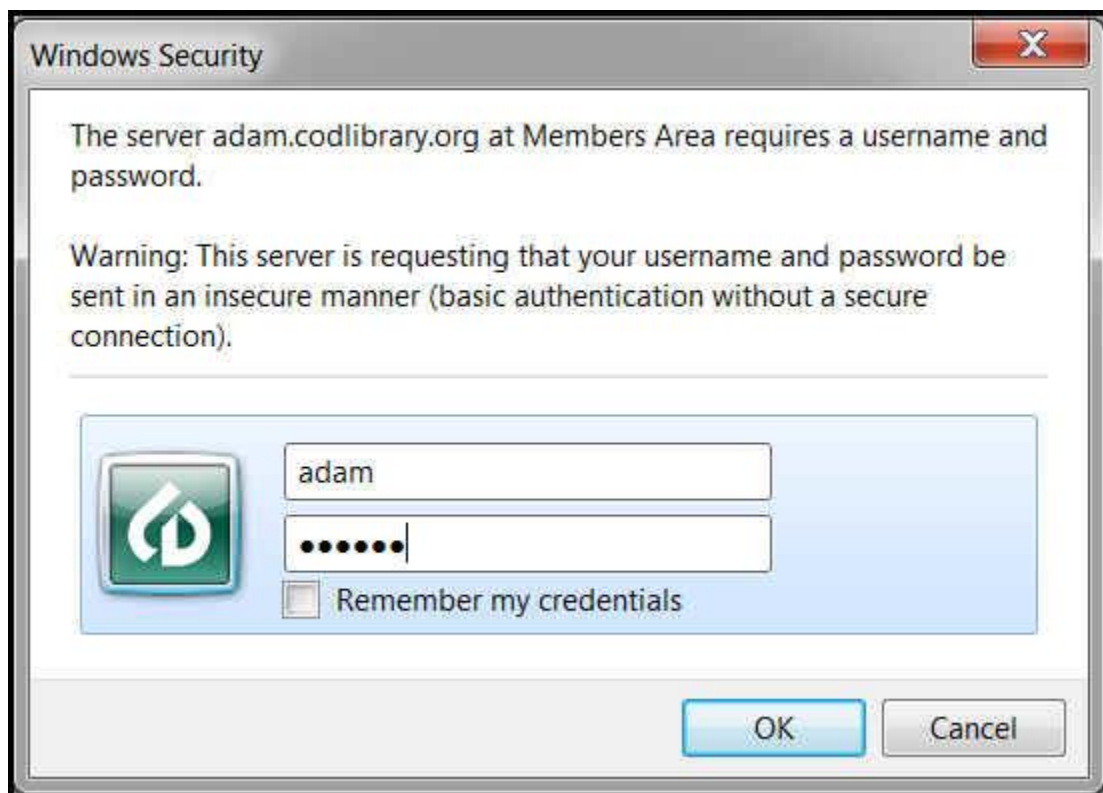 Windows Security
The server adam.codlibrary.org at Members Area requires a username and
password.
Warning: This server is requesting that your username and password be
sent in an insecure manner (basic authentication without a secure
connection).
adam
●●●●●●
Remember my credentials
OK
Cancel